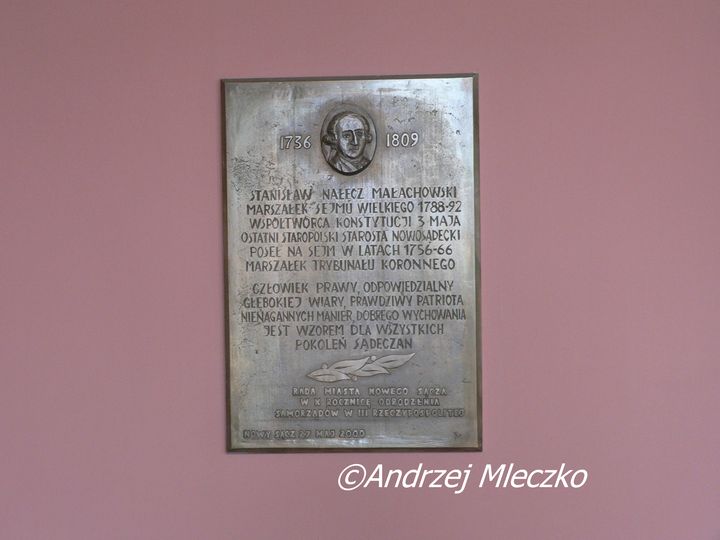 1736 1809
STANISŁAW NAŁĘCZ MAŁACHOWSKI
MARSZAŁEK SEJMU WIELKIEGO 1788-92
WSPÓŁTWÓRCA KONSTYTUCJI 3 MAJA
OSTATNI STAROPOLSKI STAROSTA NOWOSĄDECKI
POSEŁ NA SEJM W LATACH 1756-66
MARSZAŁEK TRYBUNAŁU KORONNEGO
CZŁOWIEK PRAWY, ODPOWJEDZIALNY
GŁĘBOKIEJ WIARY, PRAWDZIWY PATRIOTA
NIENAGANNYCH MANIER, DOBREGO WYCHOWANIA
JEST WZOREM DLA WSZYSTKICH
POKOLEŃ SĄDECZAN
RADA MIASTA NOWEGO SĄCZA
W X ROCZNICĘ ODRODZENIA
SAMORZĄDÓW W III RZECZYPOSPOLITEJ
NOWY SĄCZ 27 MAJ 2000
©Andrzej Mleczko